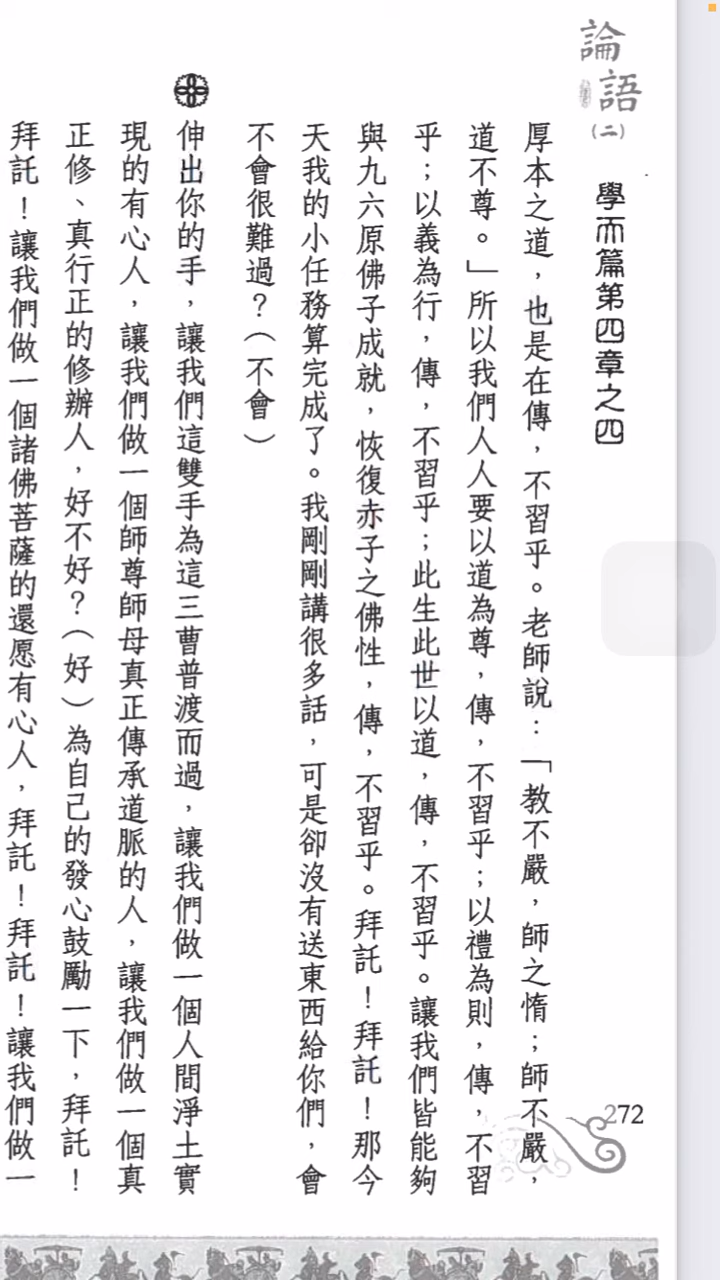 論語
(二)
學而篇第四章之四
厚本之道，也是在傳，不習乎。老師說：「教不嚴，師之惰；師不嚴，
道不尊。」所以我們人人要以道為尊，傳，不習乎；以禮為則，傳，不習
乎；以義為行，傳，不習乎；此生此世以道，傳，不習乎。讓我們皆能夠
與九六原佛子成就，恢復赤子之佛性，傳，不習乎。拜託！拜託！那今
天我的小任務算完成了。我剛剛講很多話，可是卻沒有送東西給你們，會
不會很難過？（不會）
伸出你的手，讓我們這雙手為這三曹普渡而過，讓我們做一個人間淨土實
現的有心人，讓我們做一個師尊師母真正傳承道脈的人，讓我們做一個真
正修、真行正的修辦人，好不好？（好）為自己的發心鼓勵一下，拜託！
拜託！讓我們做一個諸佛菩薩的還愿有心人，拜託！拜託！讓我們做一
272